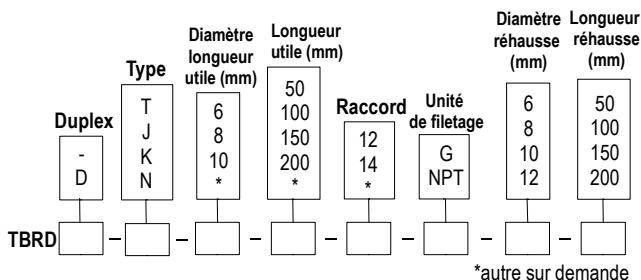 Duplex
-
D
Type
T
J
K
N
Diamètre
longueur
utile (mm)
6
8
10
*
Longueur
utile (mm)
50
100
150
200
*
Raccord
12
14
*
Unité
de filetage
G
NPT
Diamètre
réhausse
(mm)
6
8
10
12
Longueur
réhausse
(mm)
50
100
150
200
TBRD - - - - - - -
*autre sur demande